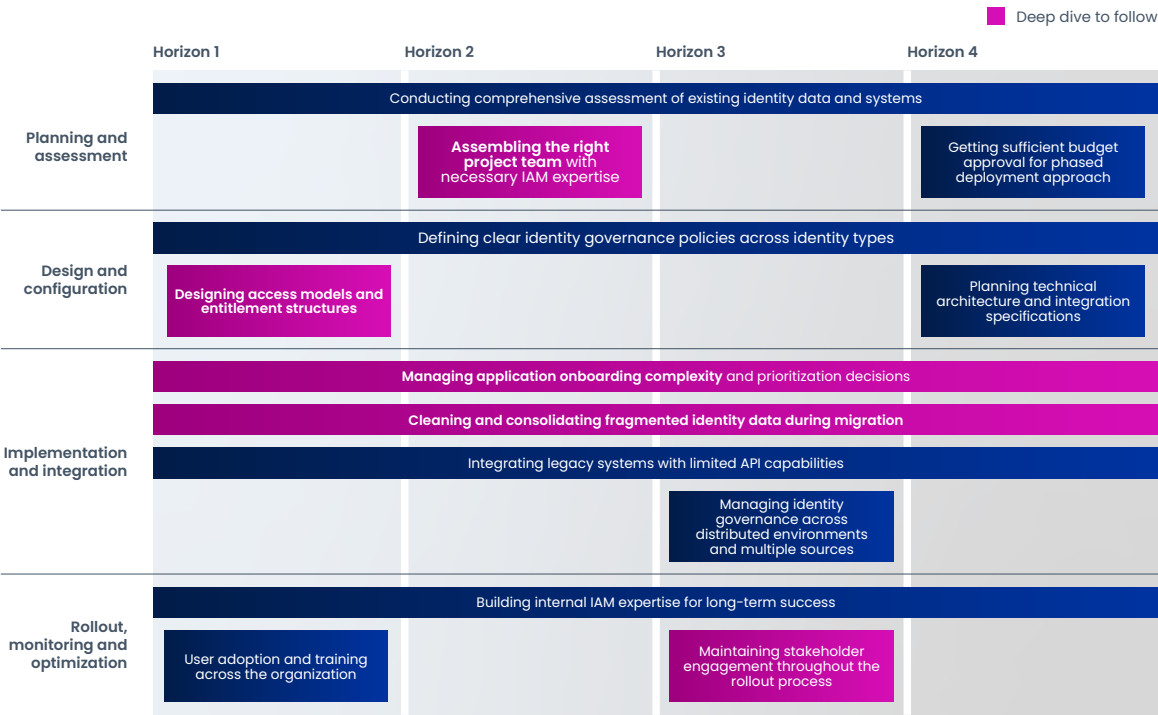 Deep dive to follow
Horizon 1
Horizon 2
Horizon 3
Horizon 4
Planning and
assessment
Conducting comprehensive assessment of existing identity data and systems
Assembling the right
project team with
necessary IAM expertise
Getting sufficient budget
approval for phased
deployment approach
Design and
configuration
Defining clear identity governance policies across identity types
Designing access models and
entitlement structures
Planning technical
architecture and integration
specifications
Implementation
and integration
Managing application onboarding complexity and prioritization decisions
Cleaning and consolidating fragmented identity data during migration
Integrating legacy systems with limited API capabilities
Managing identity
governance across
distributed environments
and multiple sources
Rollout,
monitoring and
optimization
Building internal IAM expertise for long-term success
User adoption and training
across the organization
Maintaining stakeholder
engagement throughout the
rollout process